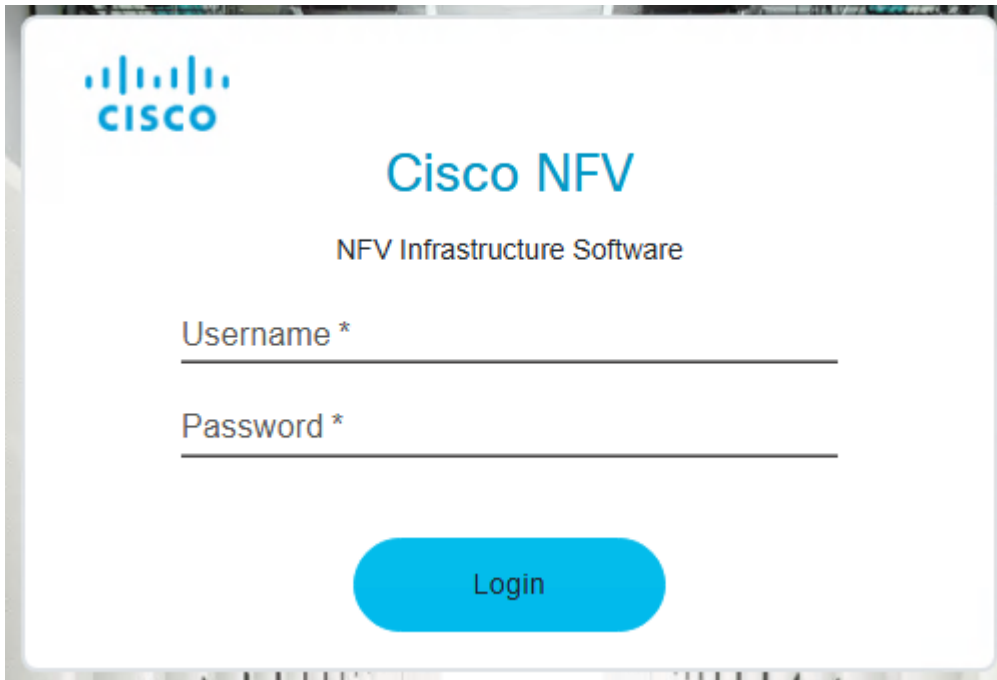 CISCO
Cisco NFV
NFV Infrastructure Software
Username *
Password *
Login